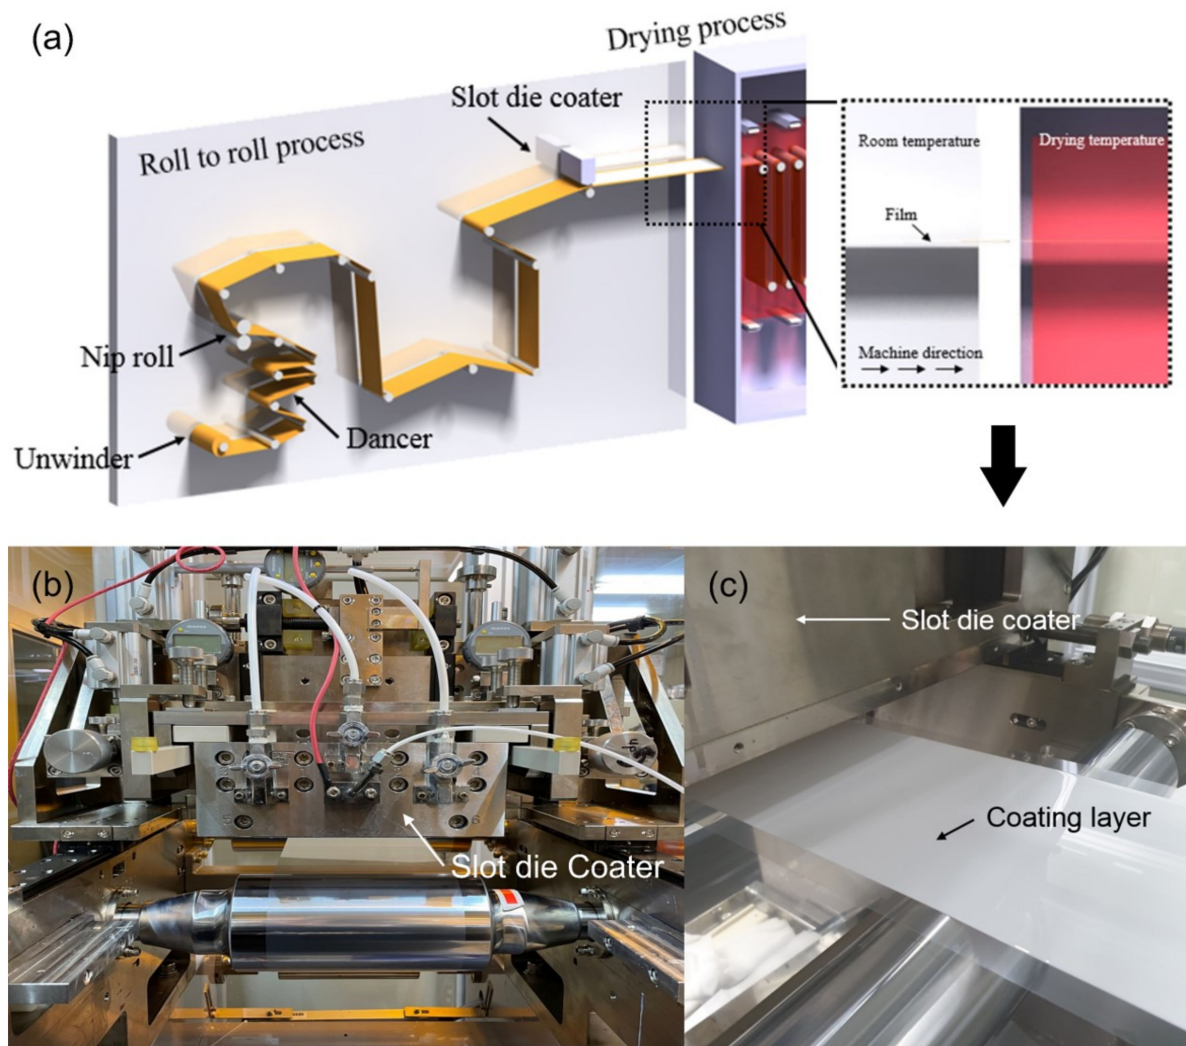 (a)
Drying process
Slot die coater
Roll to roll process
Room temperature
Drying temperature
Film
Nip roll
Machine direction
Dancer
Unwinder
(b)
(c)
Slot die coater
Coating layer
Slot die Coater